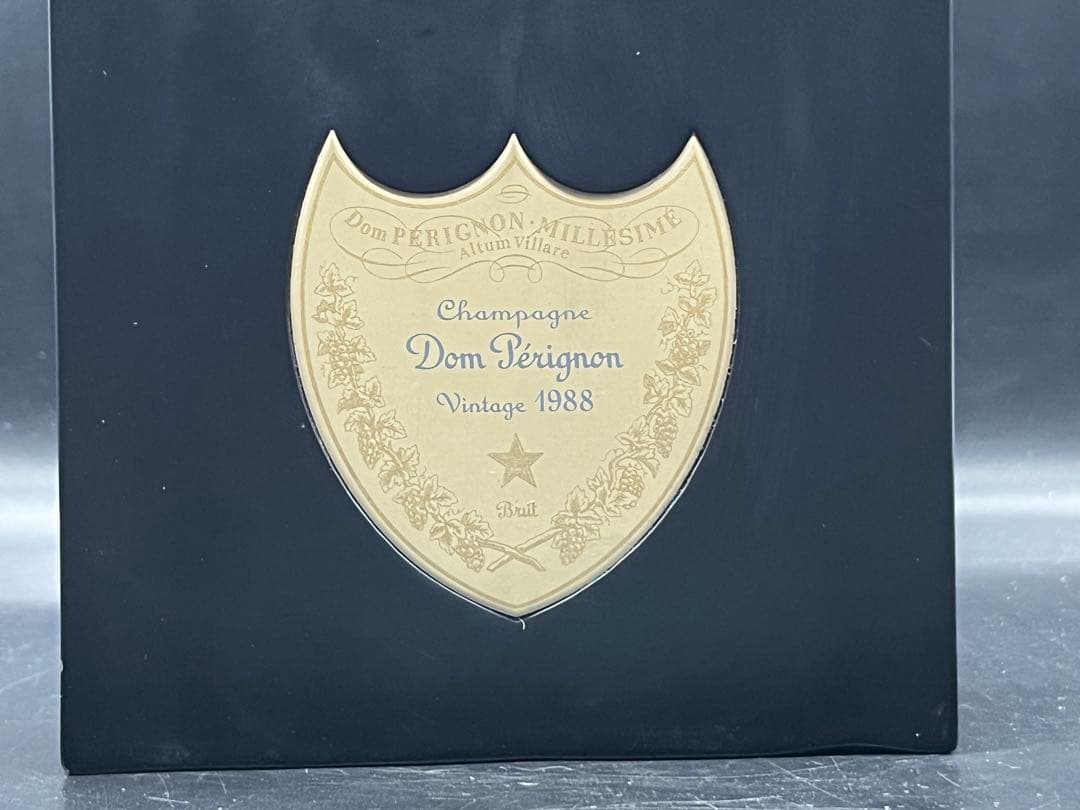 Dom PÉRIGNON · MILLÉSIMÉ
Altum Villare
Champagne
Dom Pérignon
Vintage 1988
Brut